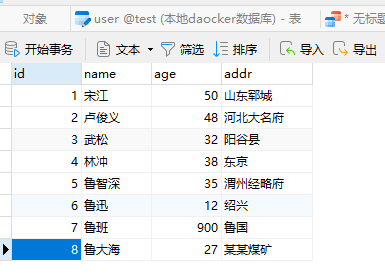 对象 user @test (本地daocker数据库) - 表 * 无标题
开始事务 文本 筛选 排序 导入 导出
id name age addr
1 宋江 50 山东郓城
2 卢俊义 48 河北大名府
3 武松 32 阳谷县
4 林冲 38 东京
5 鲁智深 35 渭州经略府
6 鲁迅 12 绍兴
7 鲁班 900 鲁国
8 鲁大海 27 某某煤矿